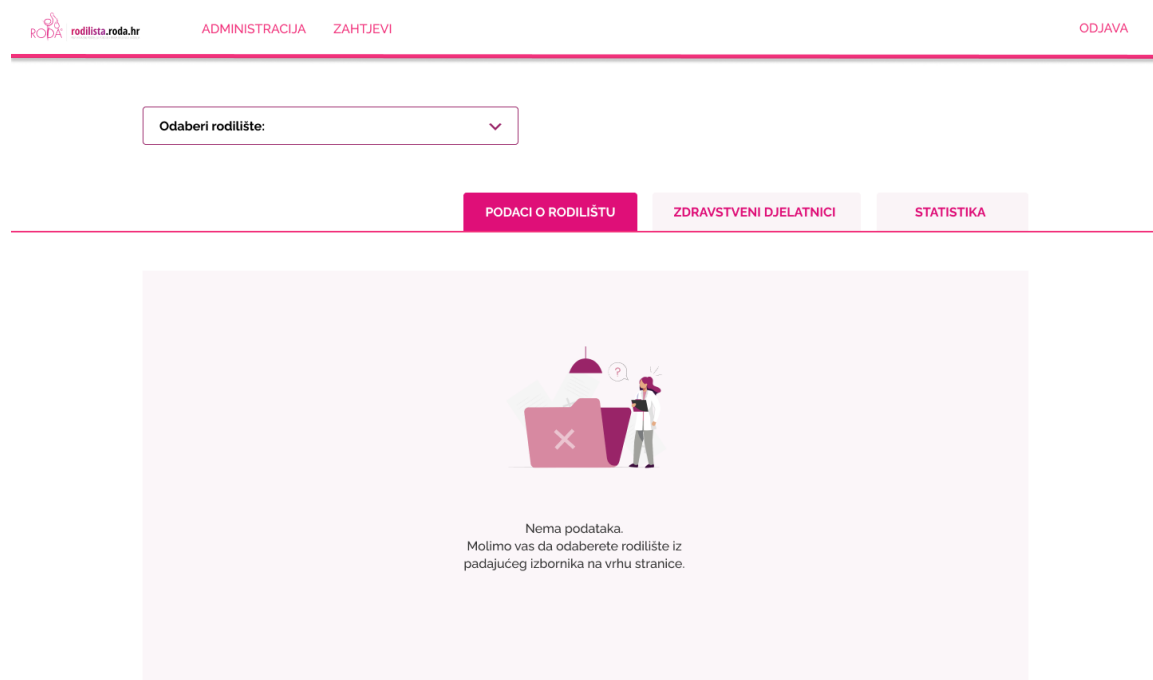 RODA rodilista.roda.hr ADMINISTRACIJA ZAHTJEVI ODJAVA
Odaberi rodilište:
PODACI O RODILIŠTU ZDRAVSTVENI DJELATNICI STATISTIKA
?
Nema podataka.
Molimo vas da odaberete rodilište iz
padajućeg izbornika na vrhu stranice.